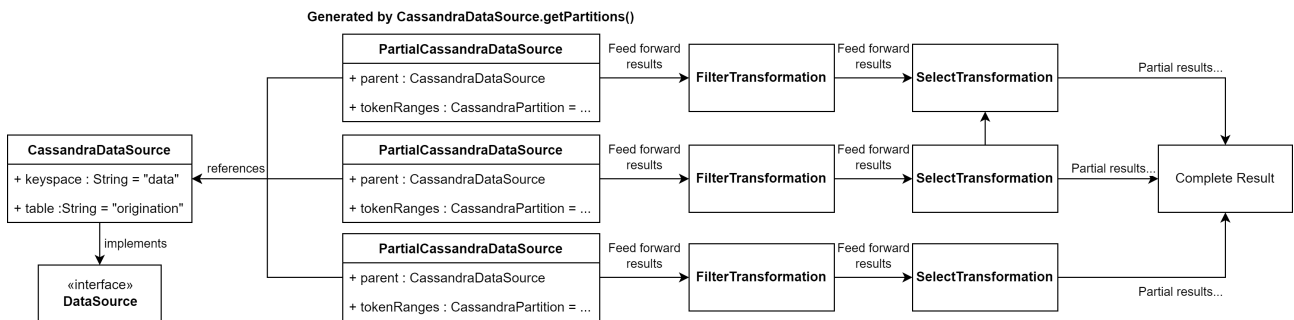 Generated by CassandraDataSource.getPartitions()
PartialCassandraDataSource
+ parent : CassandraDataSource
+ tokenRanges : CassandraPartition = ...
Feed forward
results
FilterTransformation
Feed forward
results
SelectTransformation
Partial results...
CassandraDataSource
+ keyspace : String = "data"
+ table :String = "origination"
references
PartialCassandraDataSource
+ parent : CassandraDataSource
+ tokenRanges : CassandraPartition = ...
Feed forward
results
FilterTransformation
Feed forward
results
SelectTransformation
Partial results...
Complete Result
implements
«interface»
DataSource
PartialCassandraDataSource
+ parent : CassandraDataSource
+ tokenRanges : CassandraPartition = ...
Feed forward
results
FilterTransformation
Feed forward
results
SelectTransformation
Partial results...